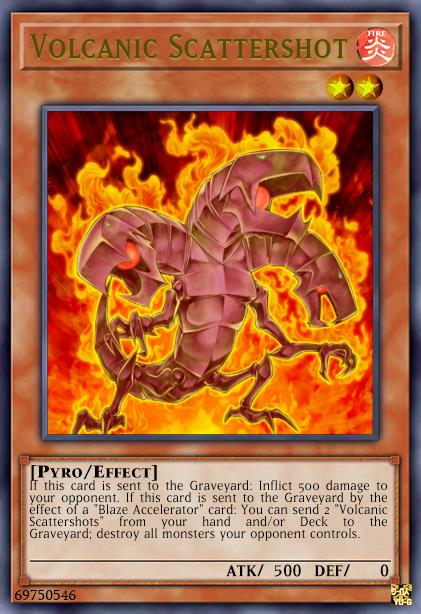 Volcanic Scattershot
FIRE
炎
[Pyro/Effect]
If this card is sent to the Graveyard: Inflict 500 damage to
your opponent. If this card is sent to the Graveyard by the
effect of a "Blaze Accelerator" card: You can send 2 "Volcanic
Scattershots" from your hand and/or Deck to the
Graveyard; destroy all monsters your opponent controls.
ATK/ 500 DEF/ 0
69750546